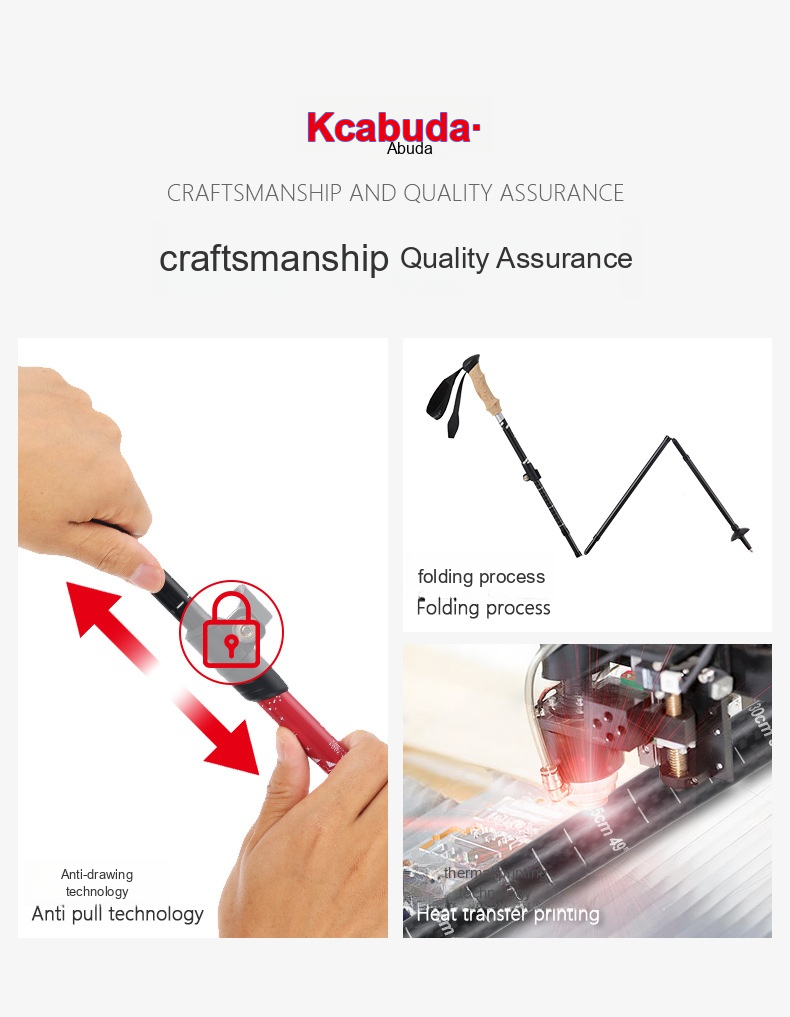 Kcabuda·
Abuda
CRAFTSMANSHIP AND QUALITY ASSURANCE
craftsmanship Quality Assurance
folding process
Folding process
Anti-drawing
technology
Anti pull technology
Heat transfer printing